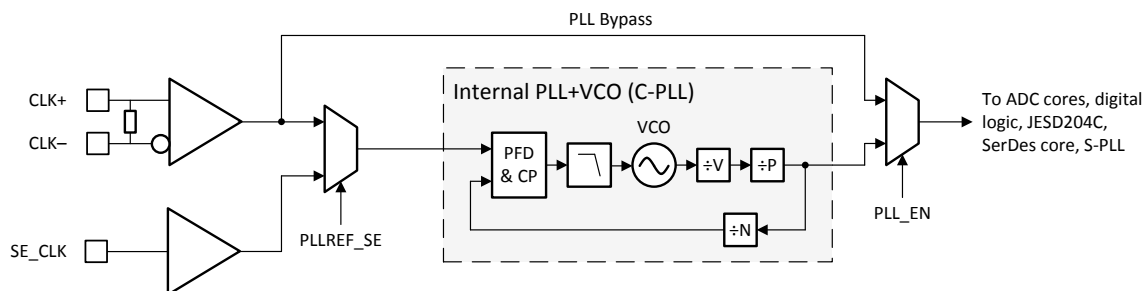 PLL Bypass
CLK+
CLK–
Internal PLL+VCO (C-PLL)
VCO
PFD
& CP
÷V
÷P
÷N
To ADC cores, digital
logic, JESD204C,
SerDes core, S-PLL
PLL_EN
PLLREF_SE
SE_CLK